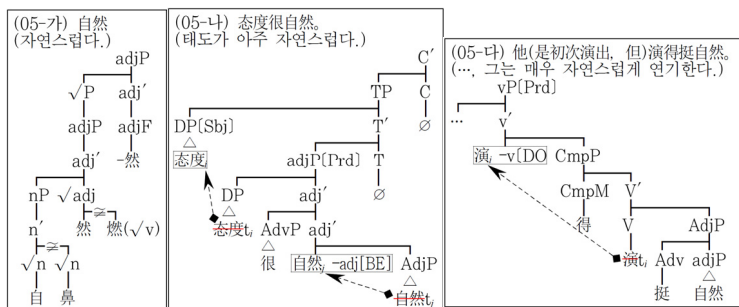 (05-가) 自然
(자연스럽다.)
adjP
√P adj′
adjP adjF
adj′ -然
nP √adj
≅
n′ 然 燃(√v)
≅
√n √n
自 鼻
(05-나) 态度很自然。
(태도가 아주 자연스럽다.)
C′
TP C
DP[Sbj] T′ ∅
态度i adjP[Prd] T
DP adj′ ∅
态度ti AdvP adj′
很 自然j -adj[BE] AdjP
自然ti
(05-다) 他(是初次演出, 但)演得挺自然。
(…, 그는 매우 자연스럽게 연기한다.)
vP[Prd]
… v′
演i -v[DO] CmpP
CmpM V′
得 V AdjP
演ti Adv adjP
挺 自然